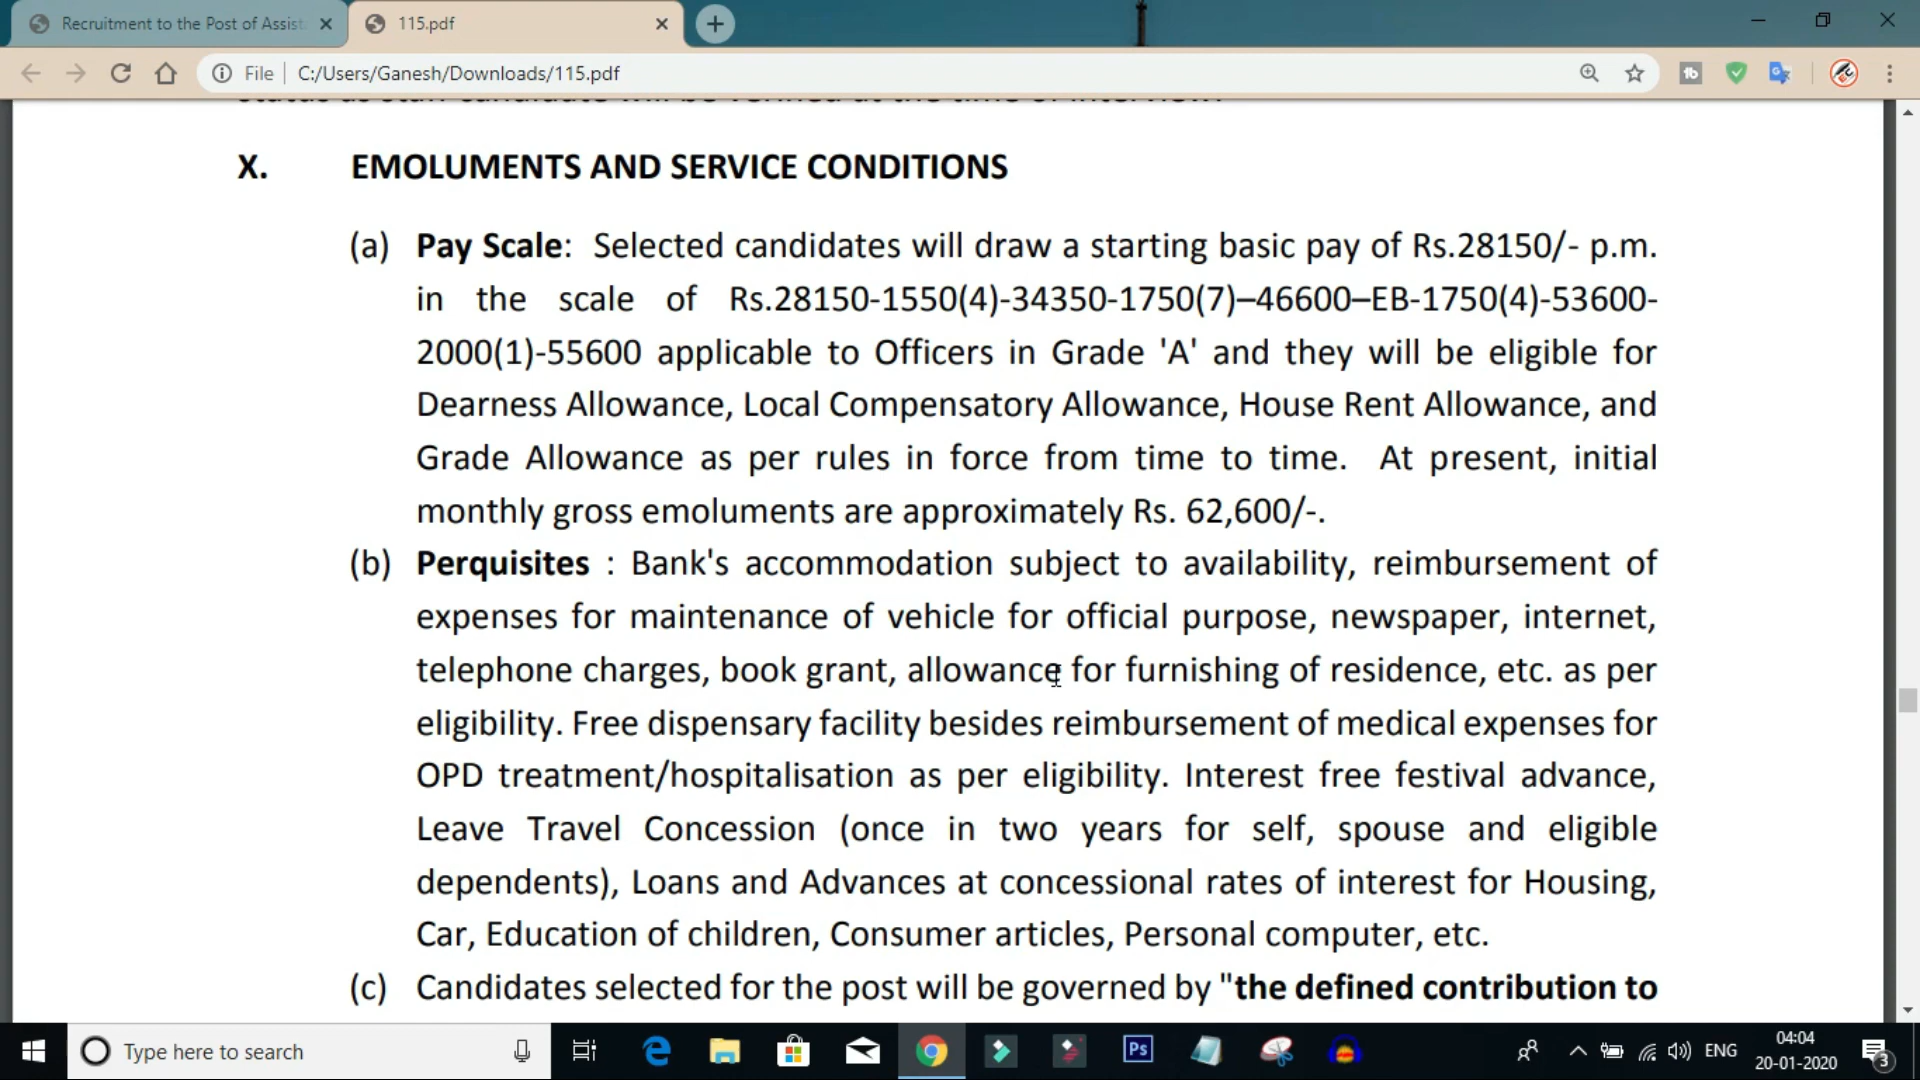 Recruitment to the Post of Assist
115.pdf
File
C:/Users/Ganesh/Downloads/115.pdf
X. EMOLUMENTS AND SERVICE CONDITIONS
(a) Pay Scale: Selected candidates will draw a starting basic pay of Rs.28150/- p.m.
in the scale of Rs.28150-1550(4)-34350-1750(7)–46600–EB-1750(4)-53600-
2000(1)-55600 applicable to Officers in Grade 'A' and they will be eligible for
Dearness Allowance, Local Compensatory Allowance, House Rent Allowance, and
Grade Allowance as per rules in force from time to time. At present, initial
monthly gross emoluments are approximately Rs. 62,600/-.
(b) Perquisites : Bank's accommodation subject to availability, reimbursement of
expenses for maintenance of vehicle for official purpose, newspaper, internet,
telephone charges, book grant, allowance for furnishing of residence, etc. as per
eligibility. Free dispensary facility besides reimbursement of medical expenses for
OPD treatment/hospitalisation as per eligibility. Interest free festival advance,
Leave Travel Concession (once in two years for self, spouse and eligible
dependents), Loans and Advances at concessional rates of interest for Housing,
Car, Education of children, Consumer articles, Personal computer, etc.
(c) Candidates selected for the post will be governed by "the defined contribution to
Type here to search
Ps
ENG
04:04
20-01-2020
3